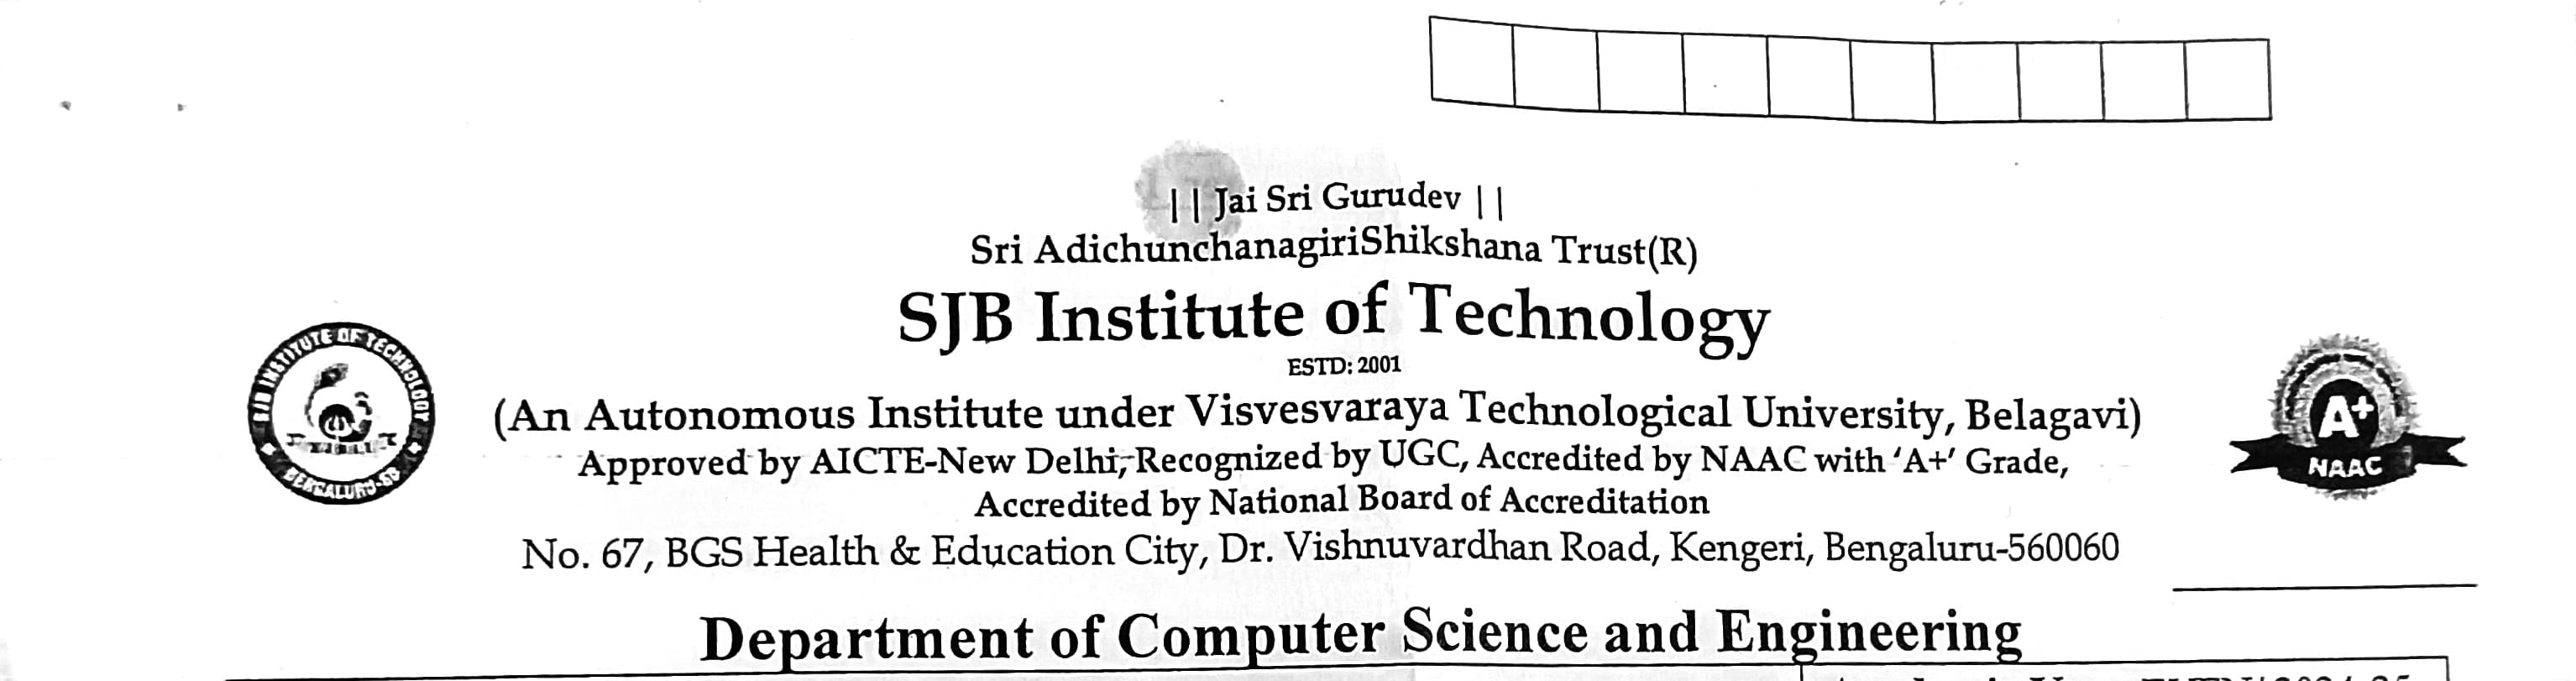 || Jai Sri Gurudev ||
Sri AdichunchanagiriShikshana Trust(R)
SJB Institute of Technology
ESTD: 2001
(An Autonomous Institute under Visvesvaraya Technological University, Belagavi)
Approved by AICTE-New Delhi, Recognized by UGC, Accredited by NAAC with 'A+' Grade,
Accredited by National Board of Accreditation
No. 67, BGS Health & Education City, Dr. Vishnuvardhan Road, Kengeri, Bengaluru-560060
SJB INSTITUTE OF TECHNOLOGY
BENGALURU-60
A+
NAAC
Department of Computer Science and Engineering